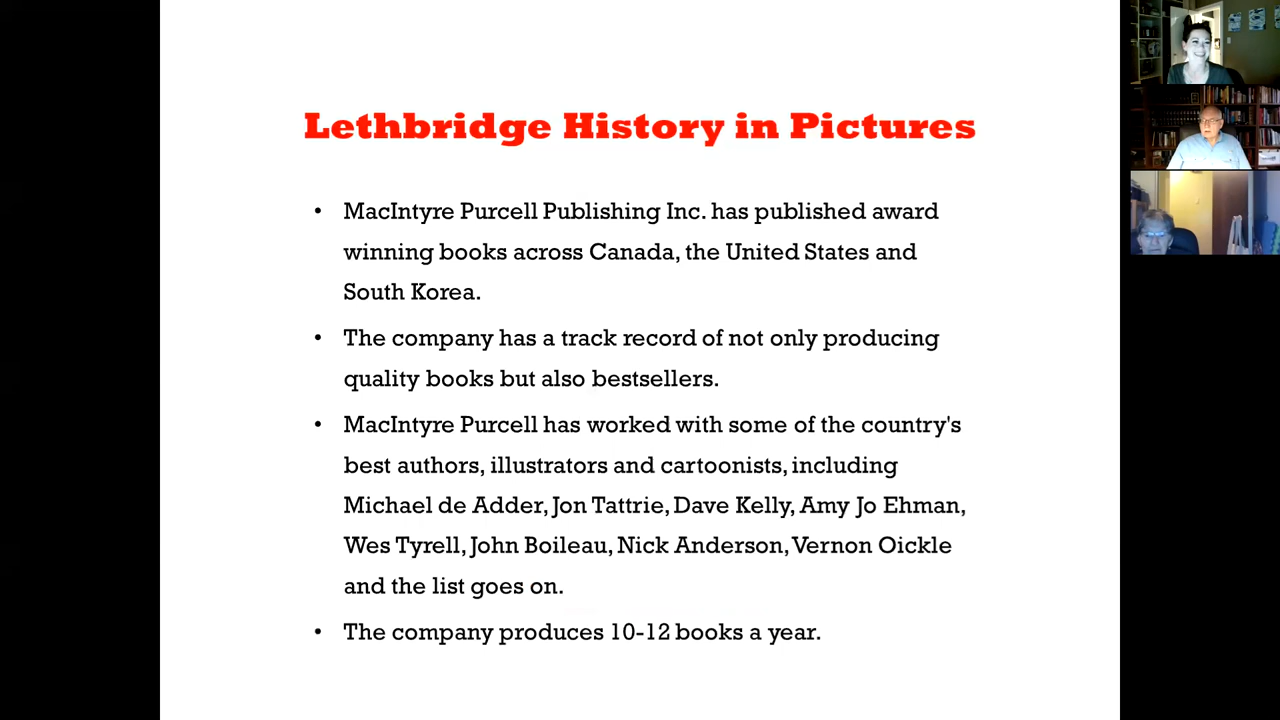 Lethbridge History in Pictures
• MacIntyre Purcell Publishing Inc. has published award
winning books across Canada, the United States and
South Korea.
• The company has a track record of not only producing
quality books but also bestsellers.
• MacIntyre Purcell has worked with some of the country's
best authors, illustrators and cartoonists, including
Michael de Adder, Jon Tattrie, Dave Kelly, Amy Jo Ehman,
Wes Tyrell, John Boileau, Nick Anderson, Vernon Oickle
and the list goes on.
• The company produces 10-12 books a year.